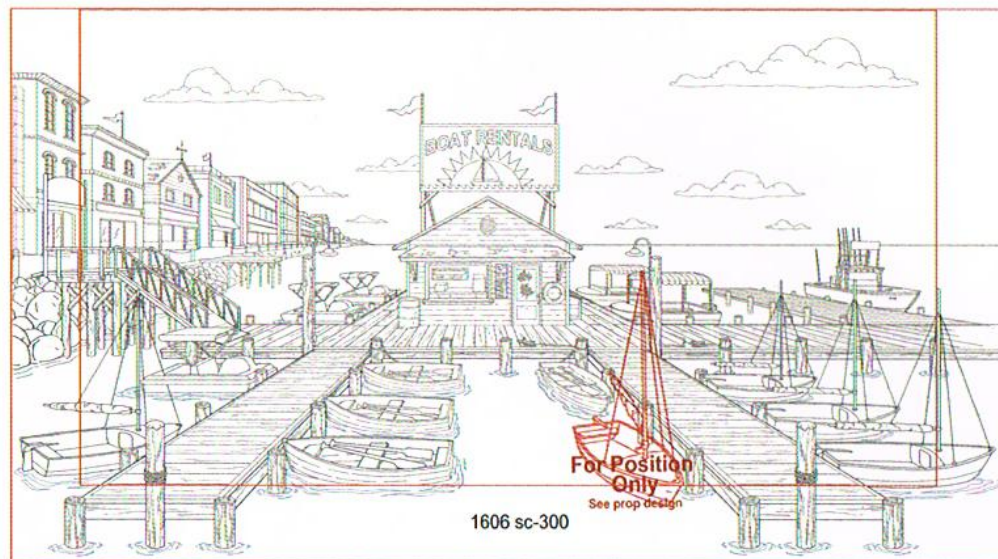 BOAT RENTALS
For Position
Only
See prop design
1606 sc-300